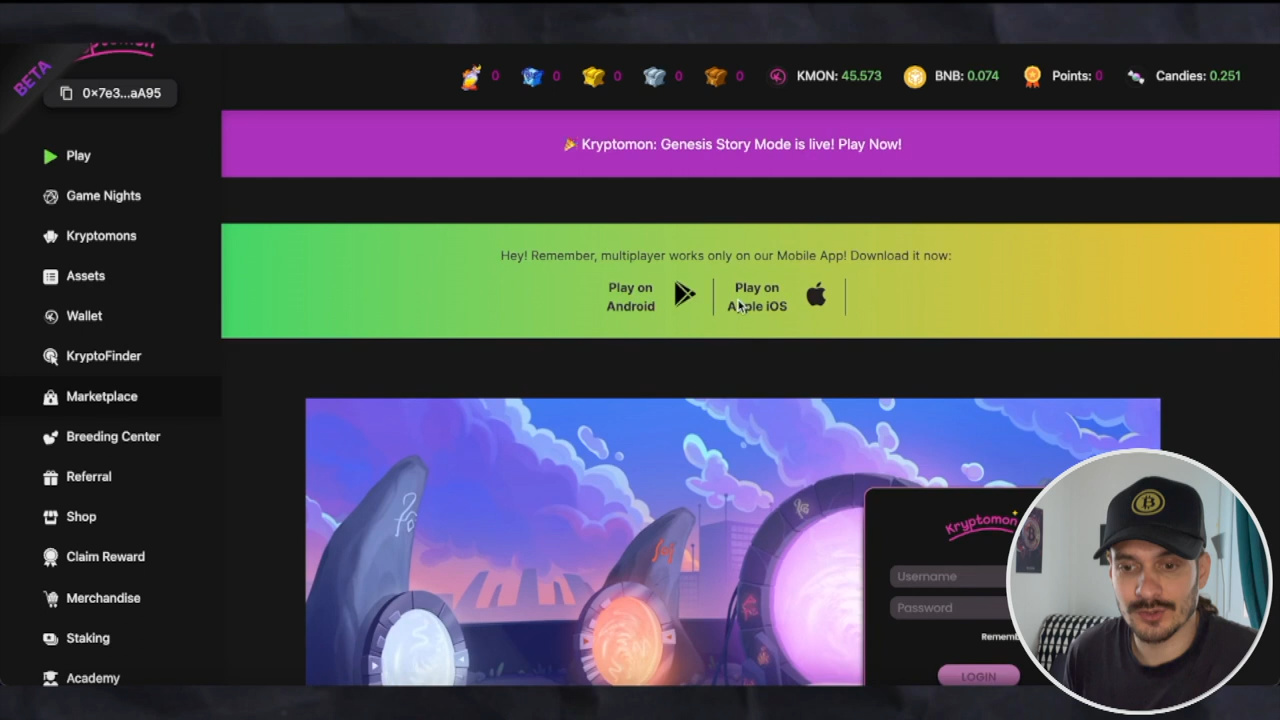 BETA
0×7e3...aA95
0
0
0
0
0
KMON: 45.573
BNB: 0.074
Points: 0
Candies: 0.251
Play
Game Nights
Kryptomons
Assets
Wallet
KryptoFinder
Marketplace
Breeding Center
Referral
Shop
Claim Reward
Merchandise
Staking
Academy
🎉 Kryptomon: Genesis Story Mode is live! Play Now!
Hey! Remember, multiplayer works only on our Mobile App! Download it now:
Play on
Android
Play on
Apple iOS
Kryptomon
Username
Password
LOGIN